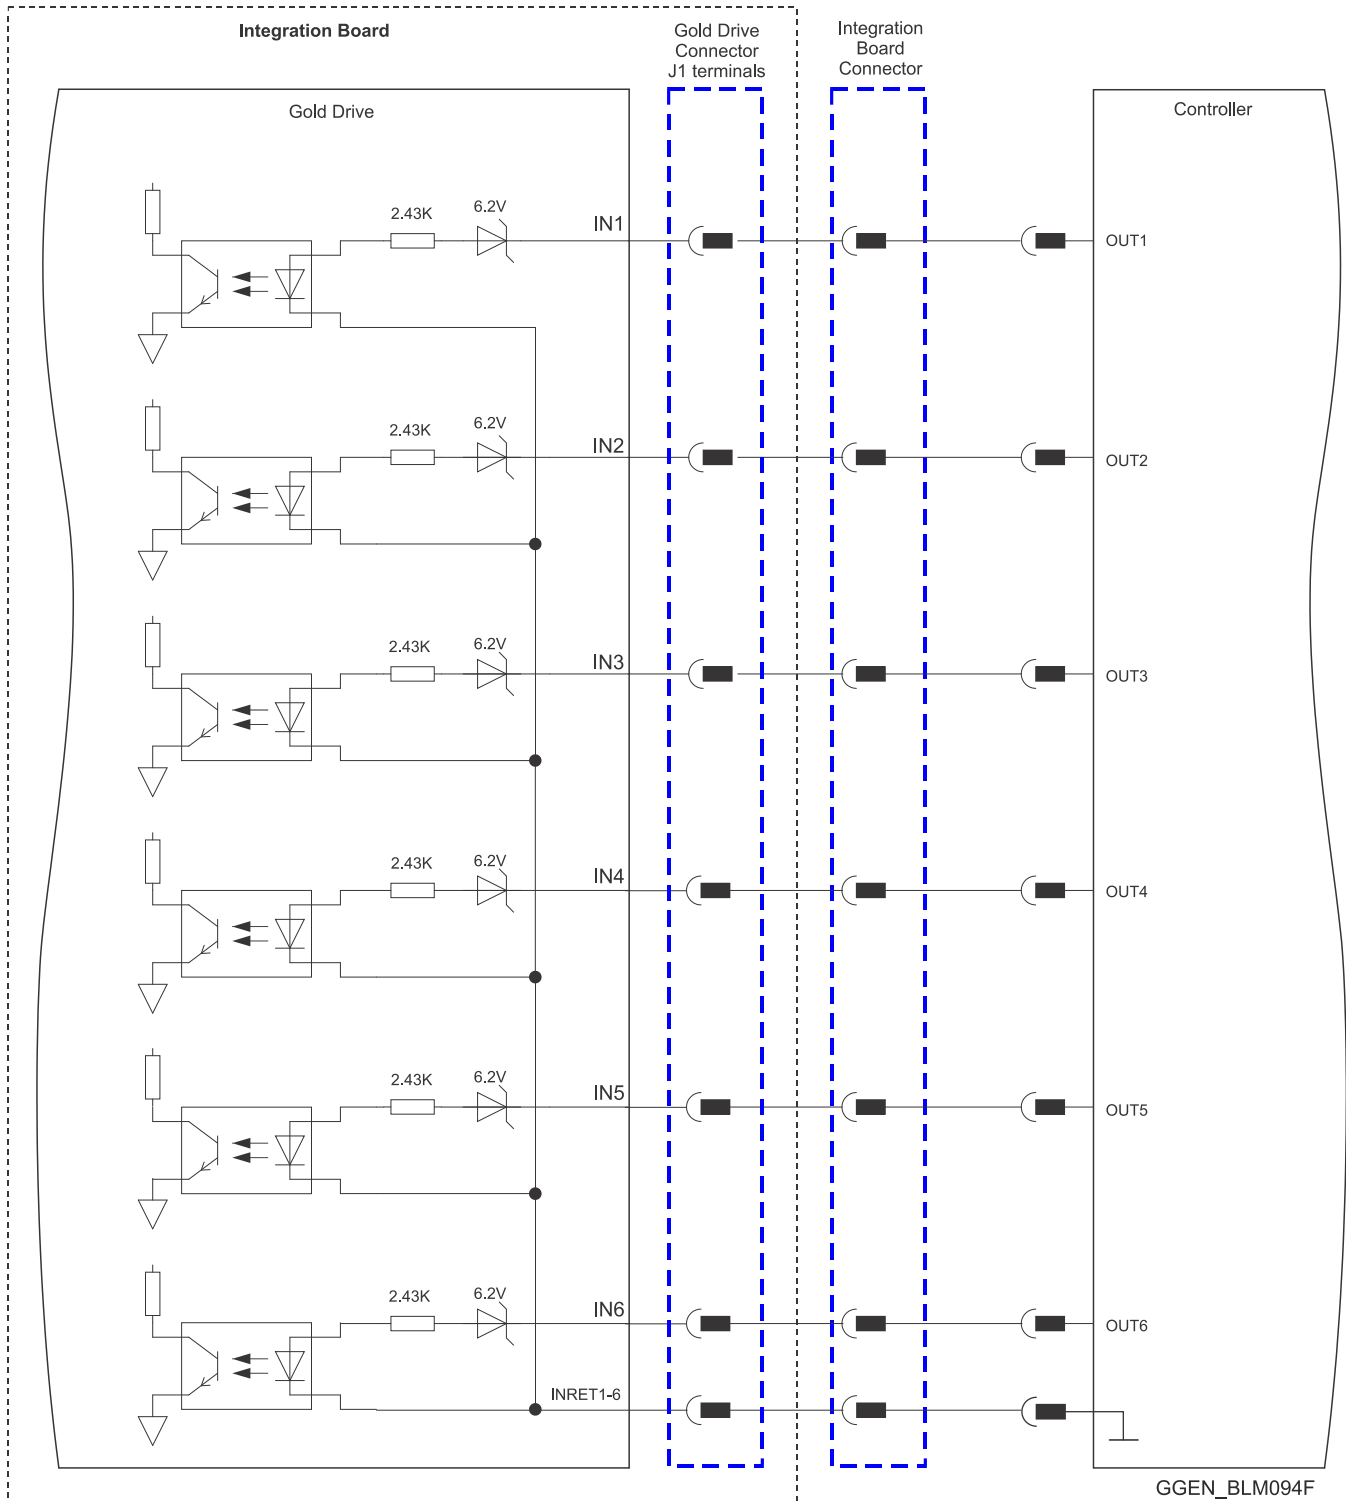 Integration Board
Gold Drive
Connector
J1 terminals
Integration
Board
Connector
Gold Drive
Controller
2.43K
6.2V
IN1
OUT1
2.43K
6.2V
IN2
OUT2
2.43K
6.2V
IN3
OUT3
2.43K
6.2V
IN4
OUT4
2.43K
6.2V
IN5
OUT5
2.43K
6.2V
IN6
OUT6
INRET1-6
GGEN_BLM094F